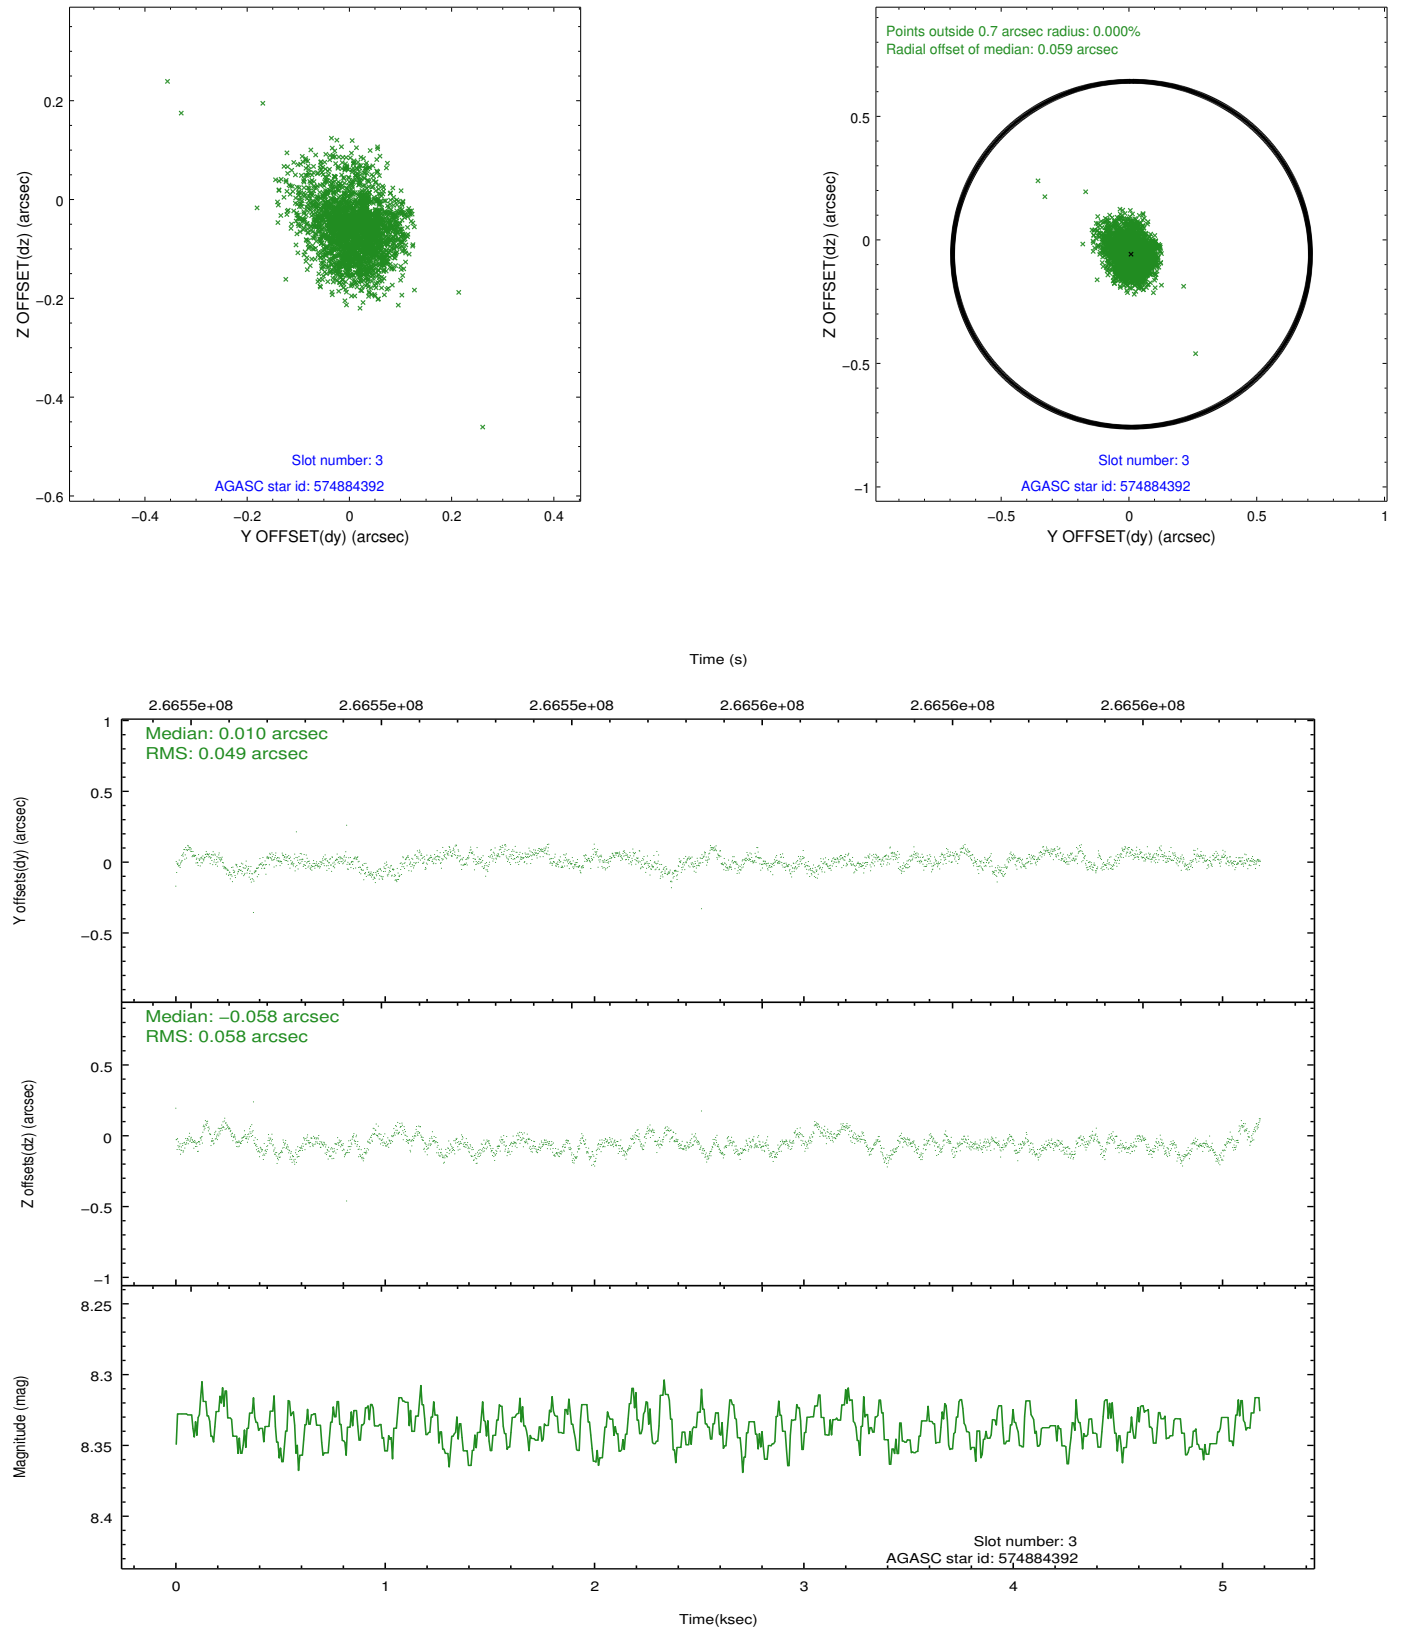 0.2
0
−0.2
−0.4
−0.6
Z OFFSET(dz) (arcsec)
Slot number: 3
AGASC star id: 574884392
−0.4 −0.2 0 0.2 0.4
Y OFFSET(dy) (arcsec)
Points outside 0.7 arcsec radius: 0.000%
Radial offset of median: 0.059 arcsec
0.5
0
−0.5
−1
Z OFFSET(dz) (arcsec)
Slot number: 3
AGASC star id: 574884392
−0.5 0 0.5 1
Y OFFSET(dy) (arcsec)
Time (s)
2.6655e+08 2.6655e+08 2.6655e+08 2.6656e+08 2.6656e+08 2.6656e+08
Median: 0.010 arcsec
RMS: 0.049 arcsec
1
0.5
0
−0.5
Y offsets(dy) (arcsec)
Median: −0.058 arcsec
RMS: 0.058 arcsec
0.5
0
−0.5
−1
Z offsets(dz) (arcsec)
8.25
8.3
8.35
8.4
Magnitude (mag)
Slot number: 3
AGASC star id: 574884392
0 1 2 3 4 5
Time(ksec)